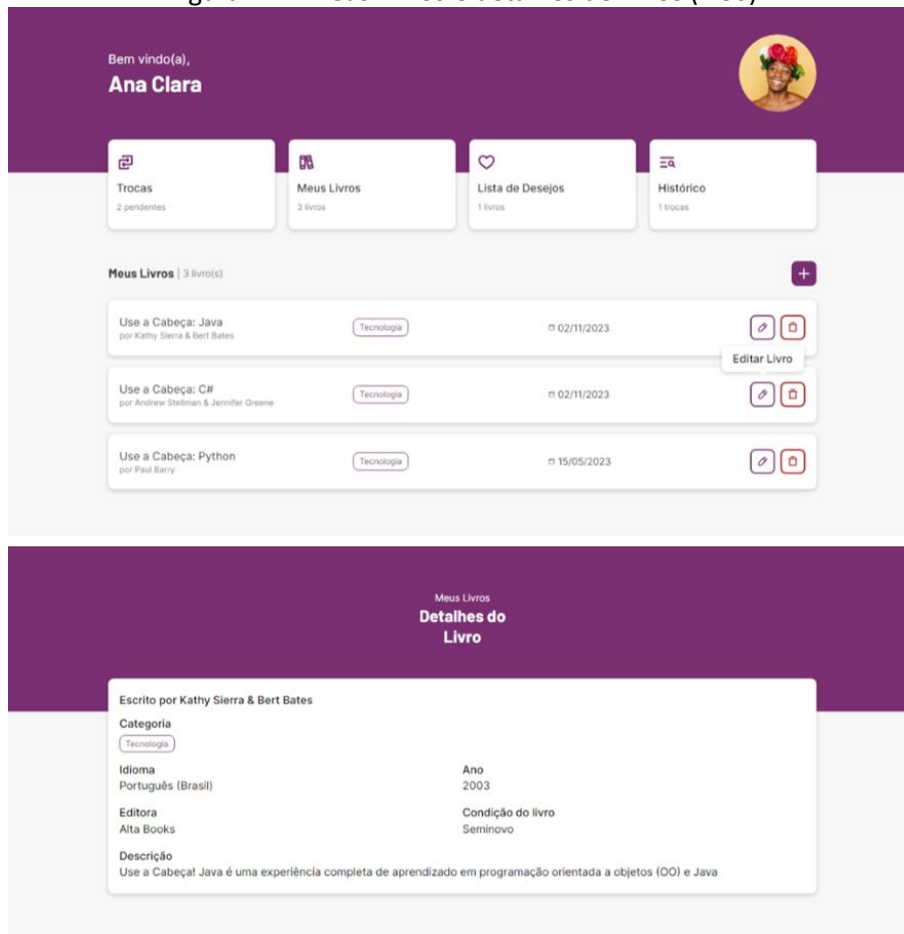 Bem vindo(a),
Ana Clara
Trocas
2 pendentes
Meus Livros
3 livros
Lista de Desejos
1 livros
Histórico
1 trocas
Meus Livros | 3 livro(s)
Use a Cabeça: Java
por Kathy Sierra & Bert Bates
Tecnologia
02/11/2023
Editar Livro
Use a Cabeça: C#
por Andrew Stellman & Jennifer Greene
Tecnologia
02/11/2023
Use a Cabeça: Python
por Paul Barry
Tecnologia
15/05/2023
Meus Livros
Detalhes do
Livro
Escrito por Kathy Sierra & Bert Bates
Categoria
Tecnologia
Idioma
Português (Brasil)
Ano
2003
Editora
Alta Books
Condição do livro
Seminovo
Descrição
Use a Cabeça! Java é uma experiência completa de aprendizado em programação orientada a objetos (OO) e Java